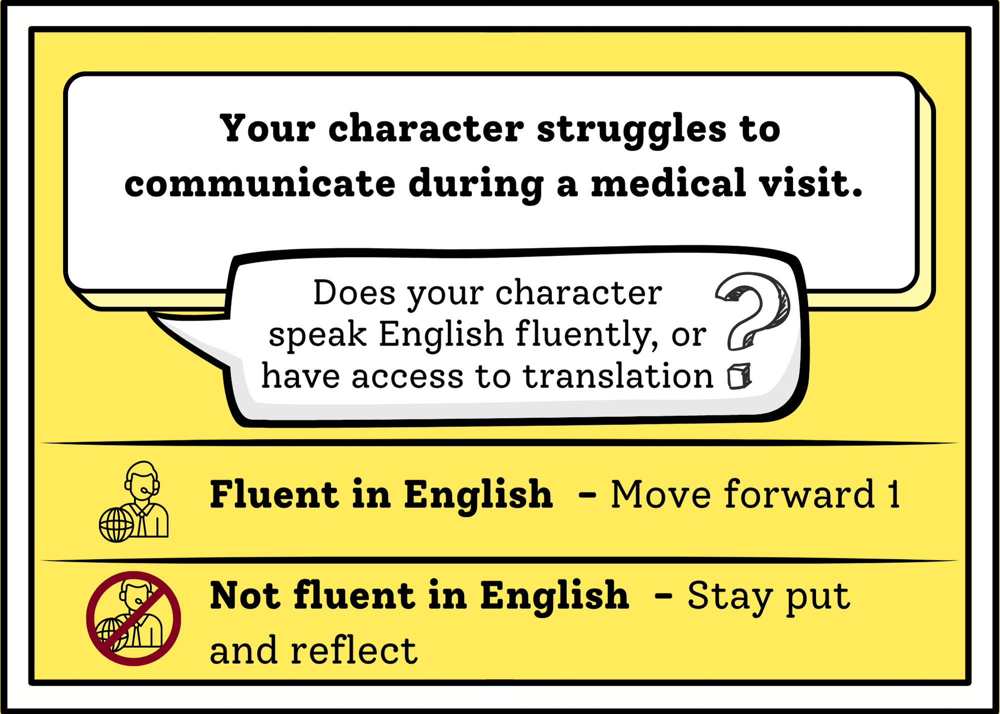 Your character struggles to
communicate during a medical visit.
Does your character
speak English fluently, or
have access to translation ?
Fluent in English – Move forward 1
Not fluent in English – Stay put
and reflect